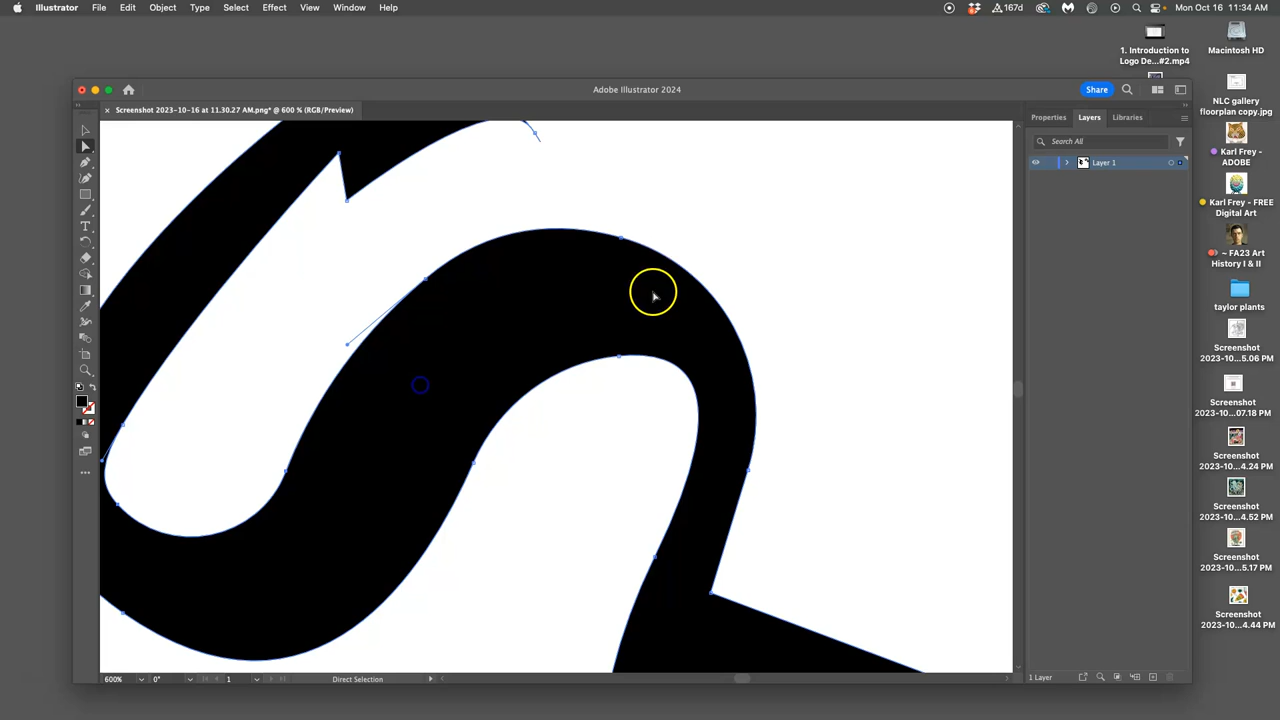 Illustrator File Edit Object Type Select Effect View Window Help
167d
Mon Oct 16 11:34 AM
1. Introduction to
Logo De...#2.mp4
Macintosh HD
Adobe Illustrator 2024
Share
Screenshot 2023-10-16 at 11.30.27 AM.png* @ 600 % (RGB/Preview)
Properties Layers Libraries
Search All
Layer 1
NLC gallery
floorplan copy.jpg
Karl Frey -
ADOBE
Karl Frey - FREE
Digital Art
~ FA23 Art
History I & II
taylor plants
Screenshot
2023-10...5.06 PM
Screenshot
2023-10...07.18 PM
Screenshot
2023-10...4.24 PM
Screenshot
2023-10...4.52 PM
Screenshot
2023-10...5.17 PM
Screenshot
2023-10...4.44 PM
600% 0° 1 Direct Selection
1 Layer